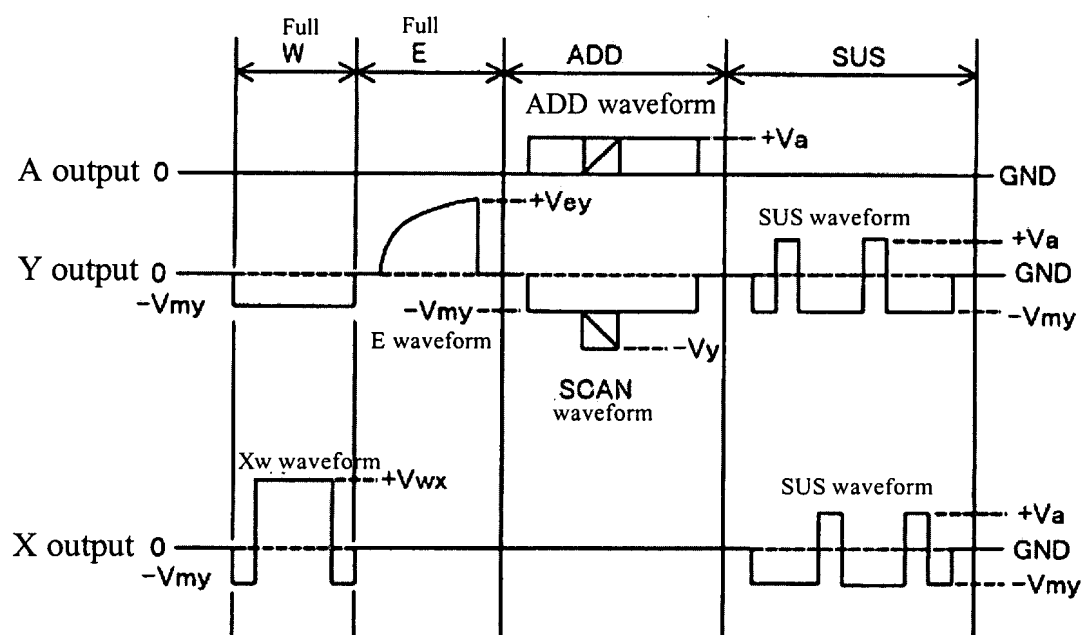 Full Full
W E ADD SUS
ADD waveform
+Va
A output 0 GND
+Vey SUS waveform
+Va
Y output 0 GND
-Vmy -Vmy -Vmy
E waveform -Vy
SCAN
waveform
Xw waveform +Vwx SUS waveform
+Va
X output 0 GND
-Vmy -Vmy